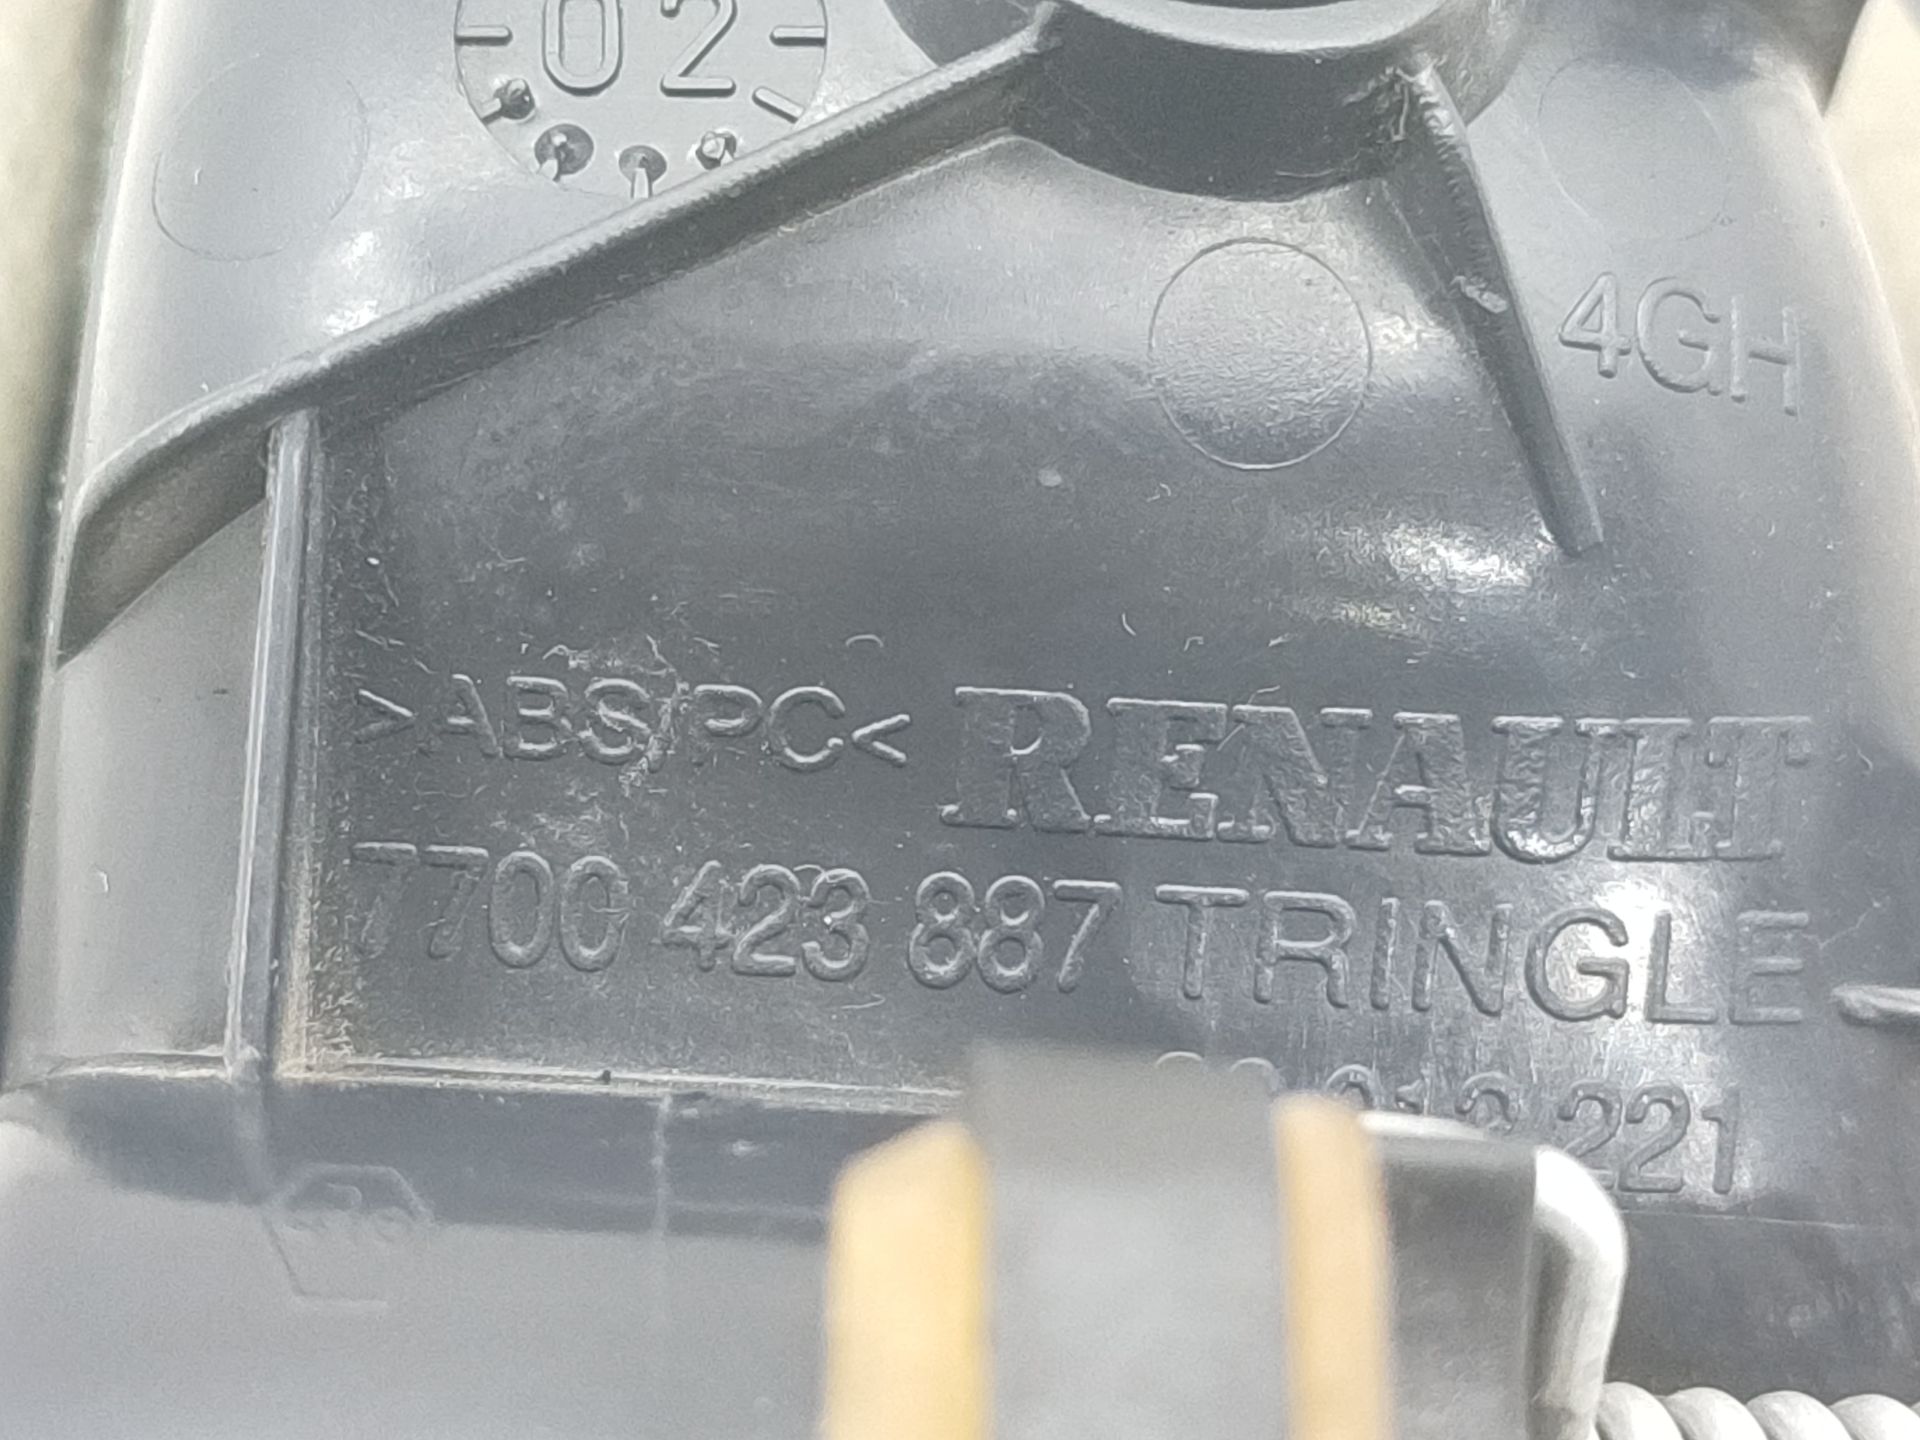 02
4GH
>ABS/PC< RENAULT
7700 423 887 TRINGLE
221